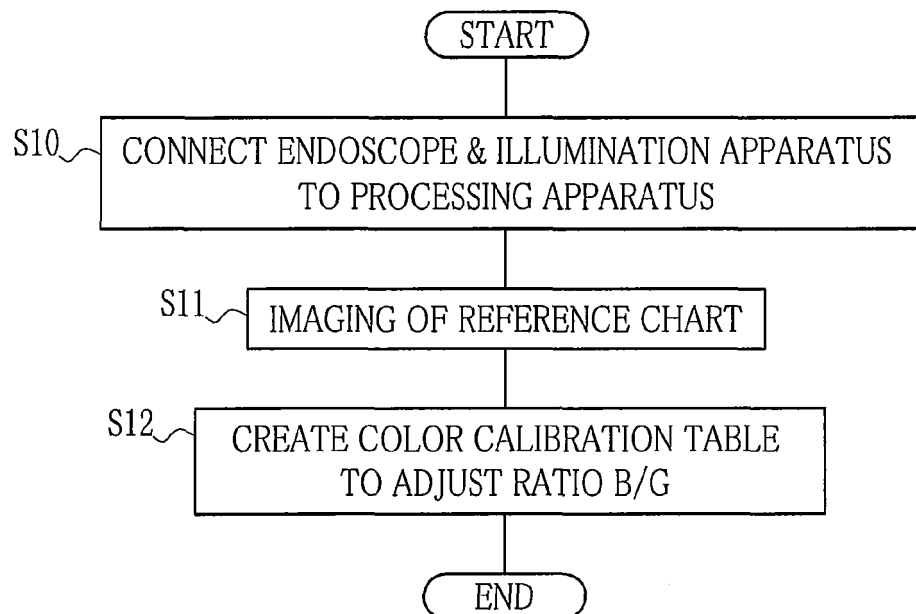 START
S10
CONNECT ENDOSCOPE & ILLUMINATION APPARATUS
TO PROCESSING APPARATUS
S11
IMAGING OF REFERENCE CHART
S12
CREATE COLOR CALIBRATION TABLE
TO ADJUST RATIO B/G
END